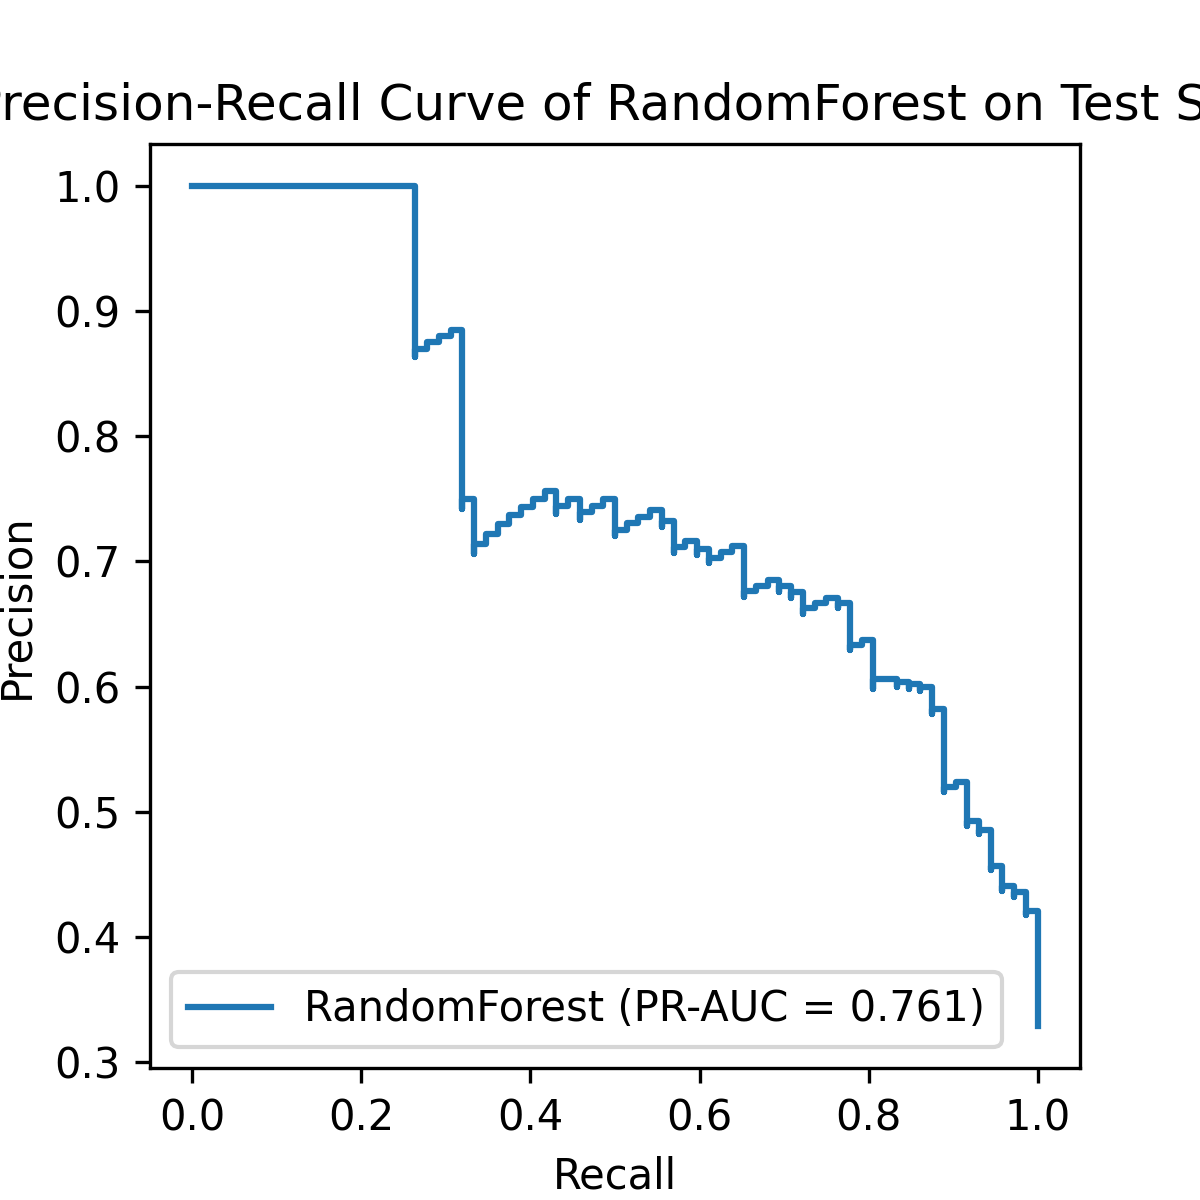 recision-Recall Curve of RandomForest on Test S
1.0
0.9
0.8
0.7
0.6
0.5
0.4
0.3
Precision
RandomForest (PR-AUC = 0.761)
0.0 0.2 0.4 0.6 0.8 1.0
Recall